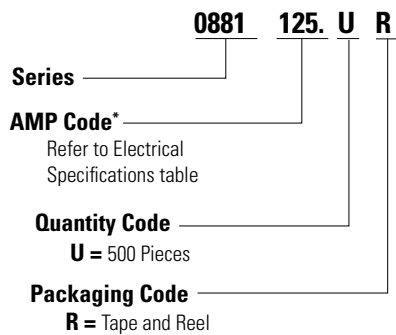 0881 125. U R
Series
AMP Code*
Refer to Electrical
Specifications table
Quantity Code
U = 500 Pieces
Packaging Code
R = Tape and Reel